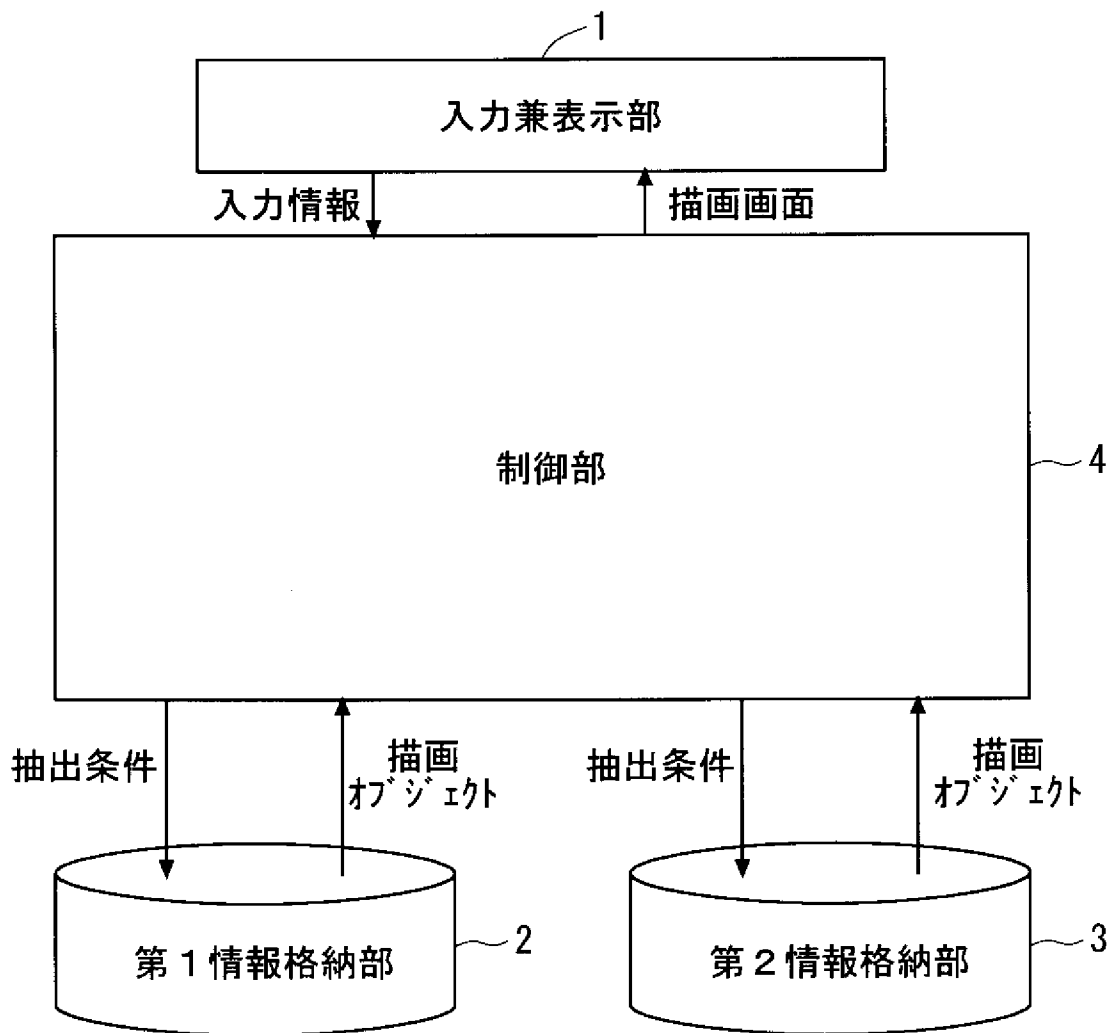 1
入力兼表示部
入力情報
描画画面
制御部
4
抽出条件
描画
ｵﾌﾞｼﾞｪｸﾄ
抽出条件
描画
ｵﾌﾞｼﾞｪｸﾄ
第１情報格納部
2
第２情報格納部
3